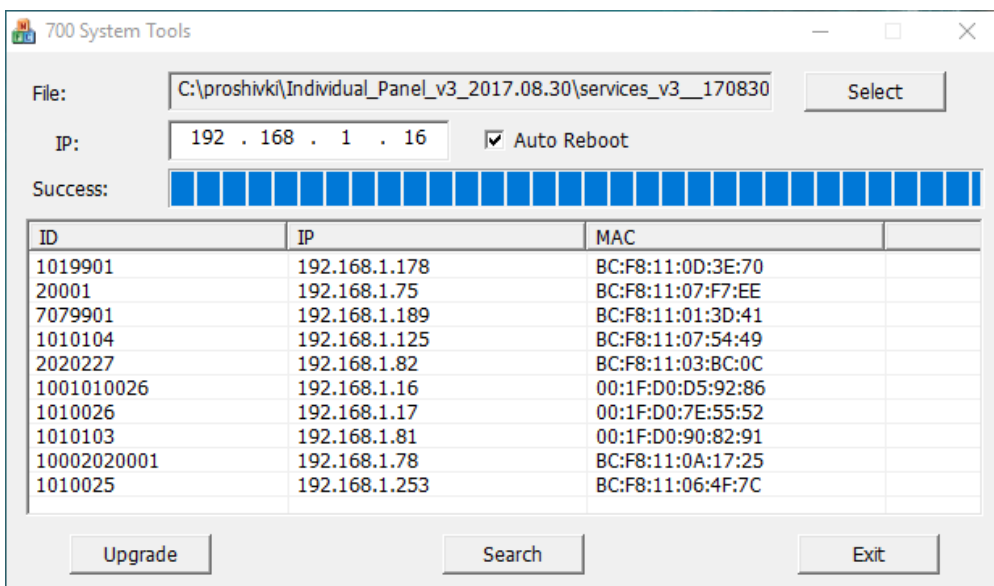 700 System Tools
File: C:\proshivki\Individual_Panel_v3_2017.08.30\services_v3__170830 Select
IP: 192 . 168 . 1 . 16 Auto Reboot
Success:
ID IP MAC
1019901 192.168.1.178 BC:F8:11:0D:3E:70
20001 192.168.1.75 BC:F8:11:07:F7:EE
7079901 192.168.1.189 BC:F8:11:01:3D:41
1010104 192.168.1.125 BC:F8:11:07:54:49
2020227 192.168.1.82 BC:F8:11:03:BC:0C
1001010026 192.168.1.16 00:1F:D0:D5:92:86
1010026 192.168.1.17 00:1F:D0:7E:55:52
1010103 192.168.1.81 00:1F:D0:90:82:91
10002020001 192.168.1.78 BC:F8:11:0A:17:25
1010025 192.168.1.253 BC:F8:11:06:4F:7C
Upgrade Search Exit